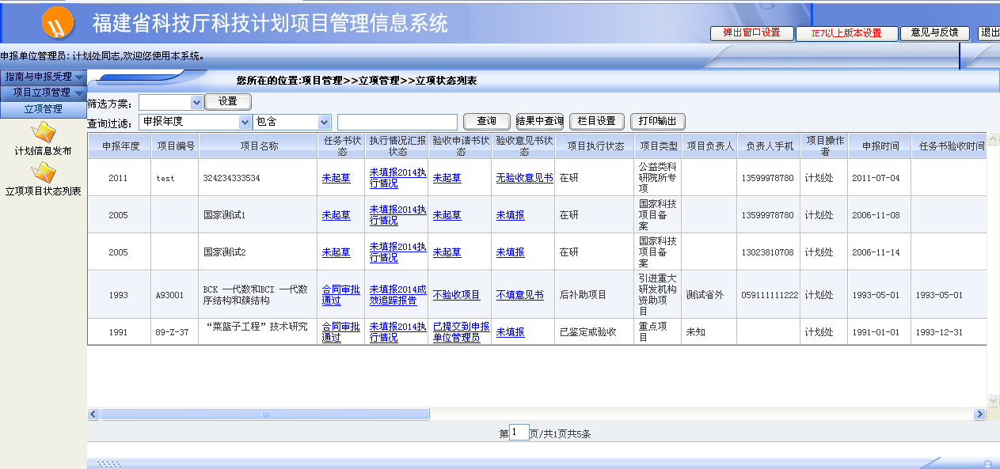 福建省科技厅科技计划项目管理信息系统
弹出窗口设置 IE7以上版本设置 意见与反馈 退出
申报单位管理员: 计划处同志,欢迎您使用本系统。
指南与申报受理
项目立项管理
立项管理
计划信息发布
立项项目状态列表
您所在的位置:项目管理>>立项管理>>立项状态列表
筛选方案: 设置
查询过滤: 申报年度 包含 查询 结果中查询 栏目设置 打印输出
申报年度 项目编号 项目名称 任务书状态 执行情况汇报状态 验收申请书状态 验收意见书状态 项目执行状态 项目类型 项目负责人 负责人手机 项目操作者 申报时间 任务书验收时间
2011 test 324234333534 未起草 未填报2014执行情况 未起草 无验收意见书 在研 公益类科研院所专项 13599978780 计划处 2011-07-04
2005 国家测试1 未起草 未填报2014执行情况 未起草 未填报 在研 国家科技项目备案 13599978780 计划处 2006-11-08
2005 国家测试2 未起草 未填报2014执行情况 未起草 未填报 在研 国家科技项目备案 13023810708 计划处 2006-11-14
1993 A93001 BCK 一代数和BCI 一代数序结构和簇结构 合同审批通过 未填报2014成效追踪报告 不验收项目 不填意见书 后补助项目 引进重大研发机构资助项目 测试省外 059111111222 计划处 1993-05-01 1993-05-01
1991 89-Z-37 “菜篮子工程”技术研究 合同审批通过 未填报2014执行情况 已提交到申报单位管理员 未填报 已鉴定或验收 重点项目 未知 计划处 1991-01-01 1993-12-31
第 1 页/共1页共5条